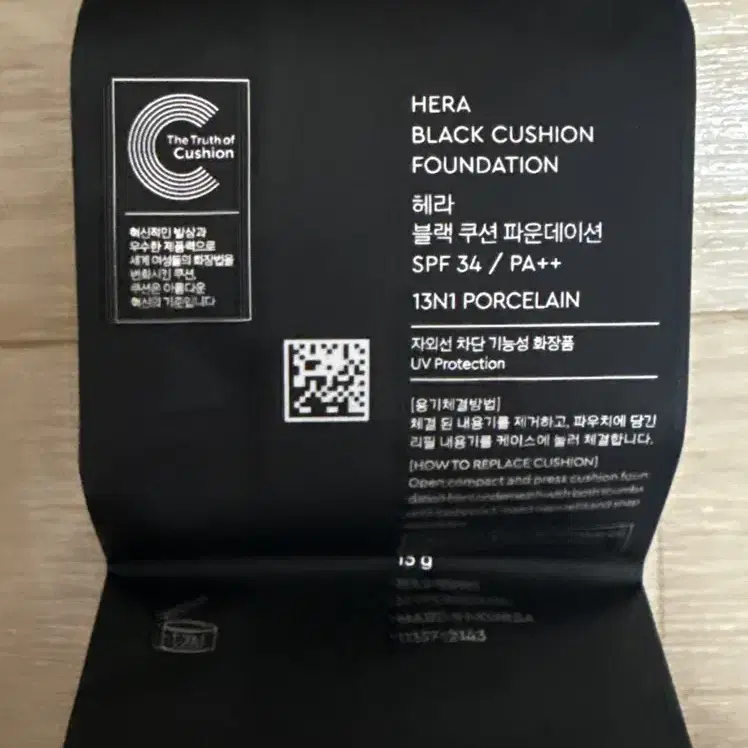 The Truth of
Cushion
혁신적인 발상과
우수한 제품력으로
세계 여성들의 화장법을
변화시킨 쿠션,
쿠션은 아름다운
혁신의 기준입니다
HERA
BLACK CUSHION
FOUNDATION
헤라
블랙 쿠션 파운데이션
SPF 34 / PA++
13N1 PORCELAIN
자외선 차단 기능성 화장품
UV Protection
[용기체결방법]
체결 된 내용기를 제거하고, 파우치에 담긴
리필 내용기를 케이스에 눌러 체결합니다.
[HOW TO REPLACE CUSHION]
Open compact and press cushion foun
15 g